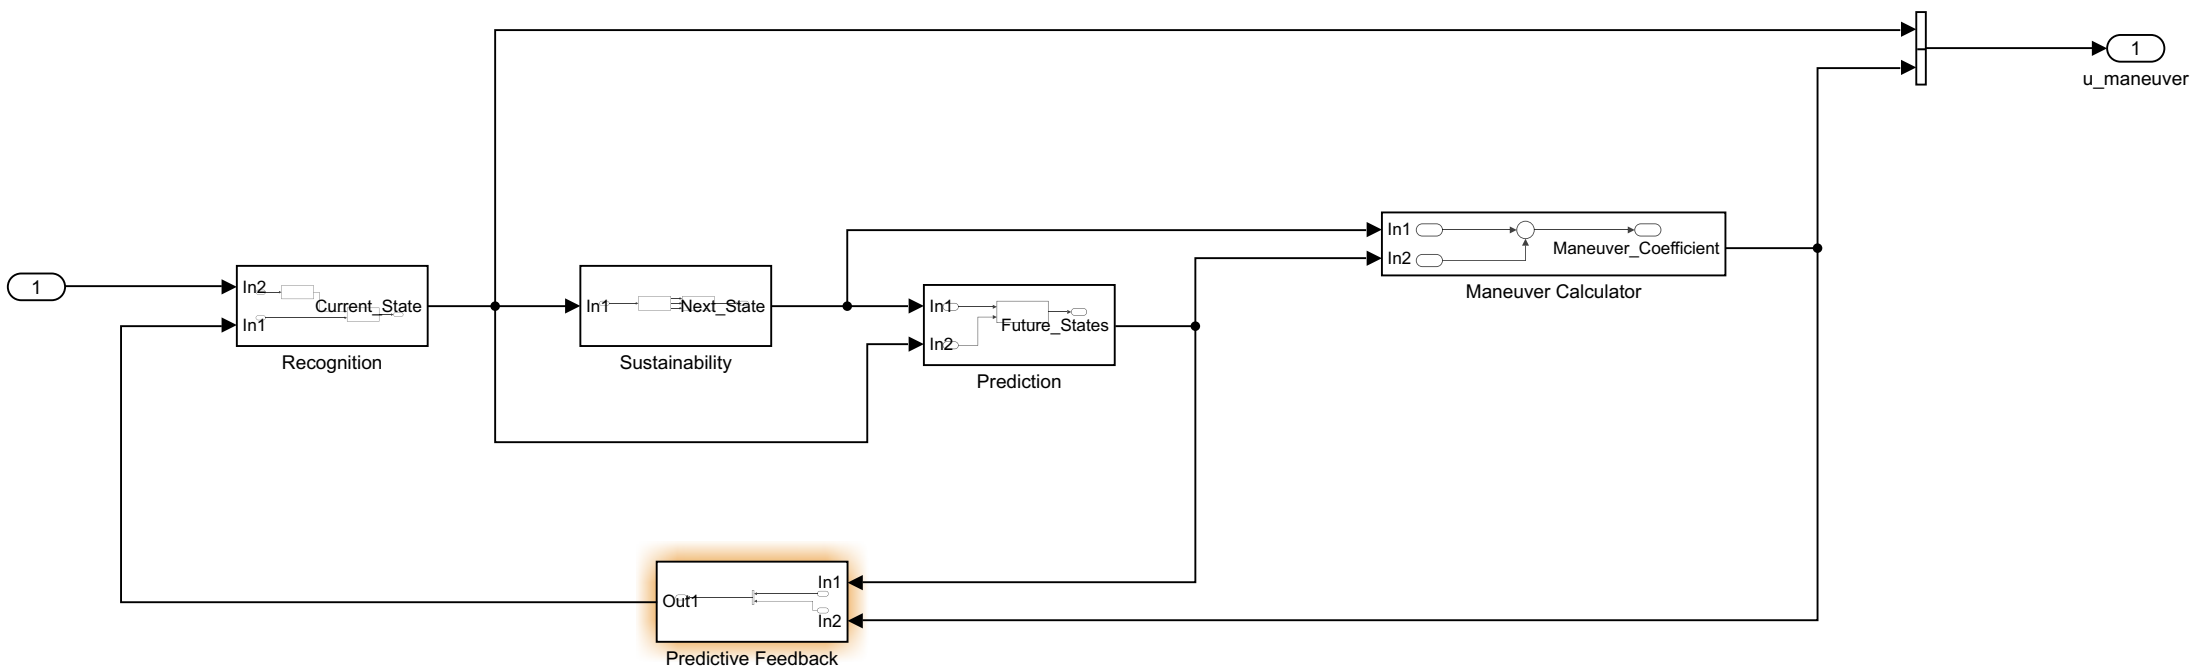 1
u_maneuver
In1
In2
Maneuver_Coefficient
Maneuver Calculator
1
In2
In1
Current_State
Recognition
In1
Next_State
Sustainability
In1
In2
Future_States
Prediction
In1
Out1
In2
Predictive Feedback